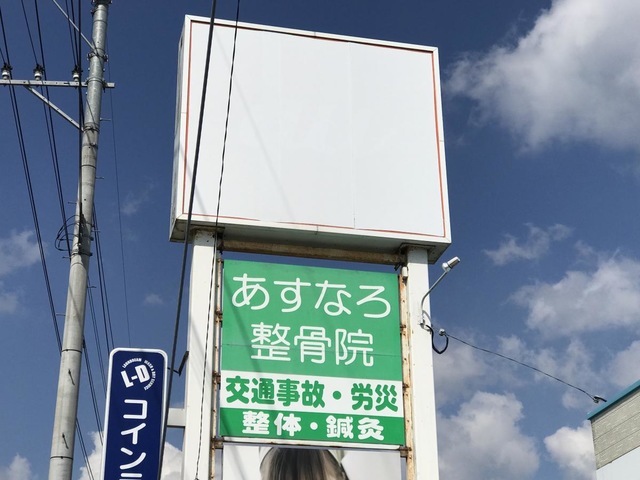 あすなろ
整骨院
交通事故・労災
整体・鍼灸
L-D
コイン